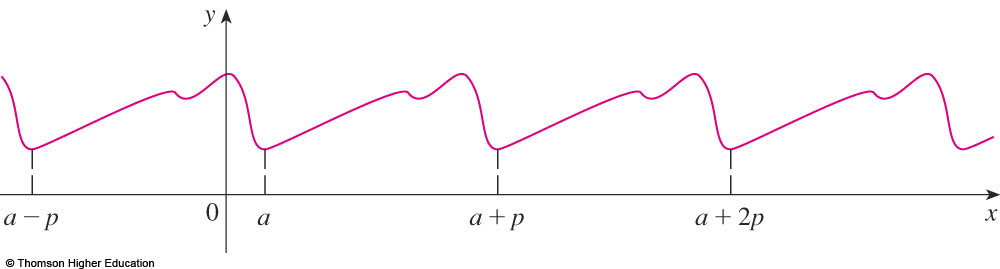 y
a − p
0
a
a + p
a + 2p
x
© Thomson Higher Education